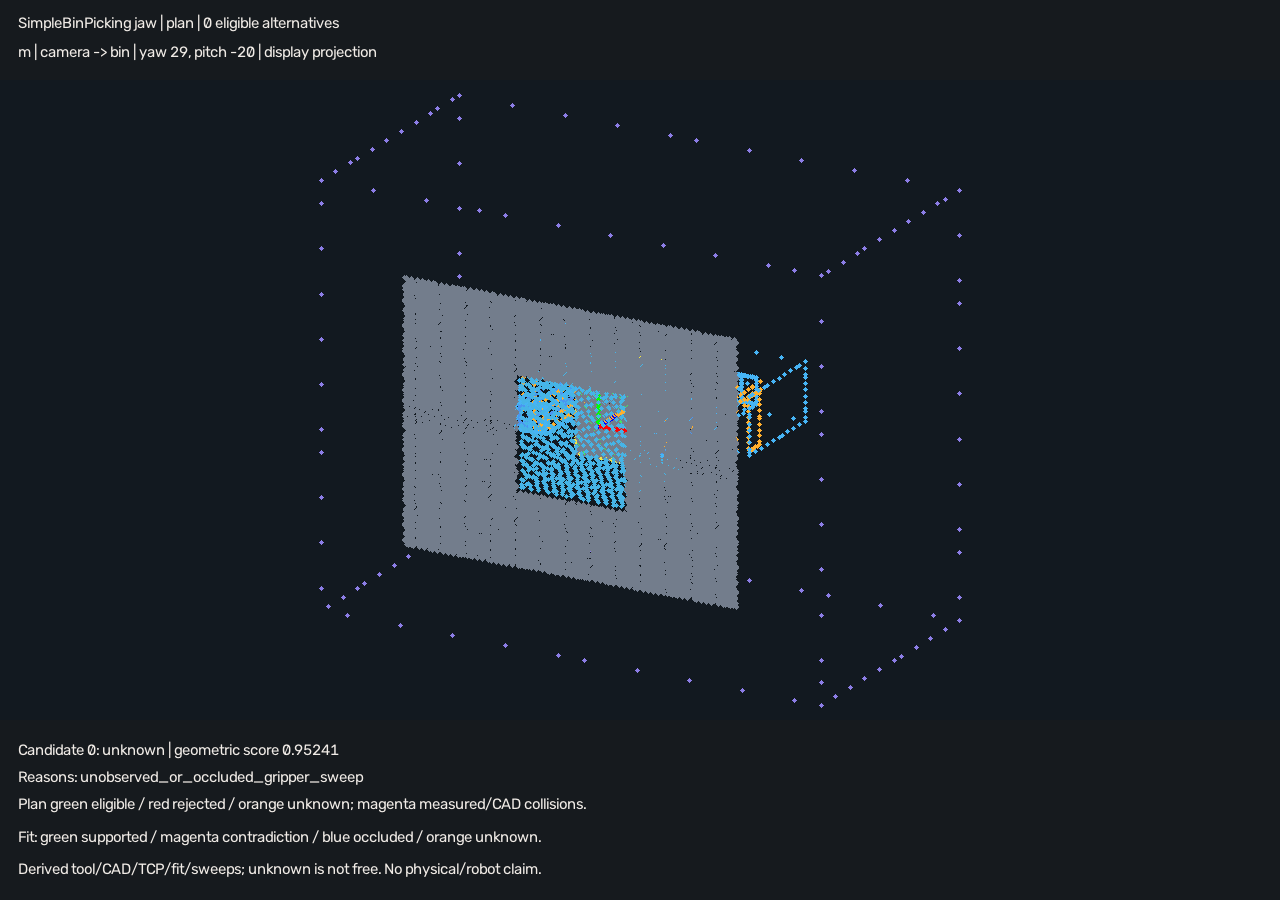 SimpleBinPicking jaw | plan | 0 eligible alternatives
m | camera -> bin | yaw 29, pitch -20 | display projection
Candidate 0: unknown | geometric score 0.95241
Reasons: unobserved_or_occluded_gripper_sweep
Plan green eligible / red rejected / orange unknown; magenta measured/CAD collisions.
Fit: green supported / magenta contradiction / blue occluded / orange unknown.
Derived tool/CAD/TCP/fit/sweeps; unknown is not free. No physical/robot claim.